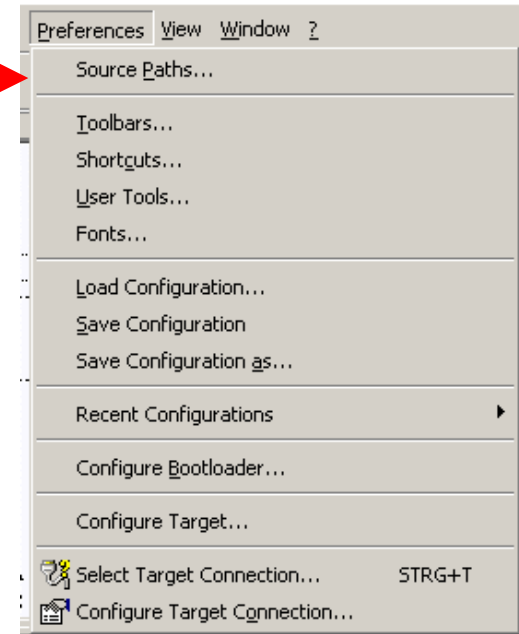 Preferences View Window ?
Source Paths...
Toolbars...
Shortcuts...
User Tools...
Fonts...
Load Configuration...
Save Configuration
Save Configuration as...
Recent Configurations
Configure Bootloader...
Configure Target...
Select Target Connection... STRG+T
Configure Target Connection...